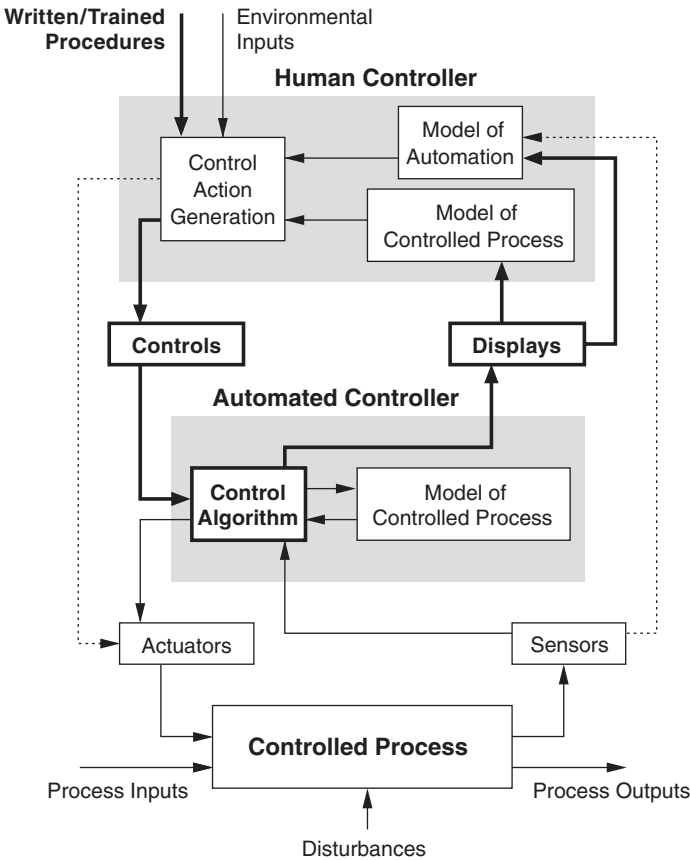 Written/Trained
Procedures
Environmental
Inputs
Human Controller
Control
Action
Generation
Model of
Automation
Model of
Controlled Process
Controls
Displays
Automated Controller
Control
Algorithm
Model of
Controlled Process
Actuators
Sensors
Controlled Process
Process Inputs
Process Outputs
Disturbances